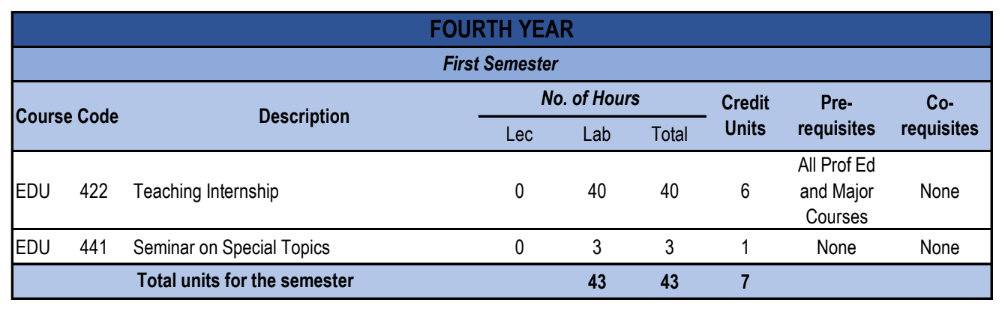 FOURTH YEAR
First Semester
Course Code Description No. of Hours Credit Units Pre-requisites Co-requisites
Lec Lab Total
EDU 422 Teaching Internship 0 40 40 6 All Prof Ed and Major Courses None
EDU 441 Seminar on Special Topics 0 3 3 1 None None
Total units for the semester 43 43 7